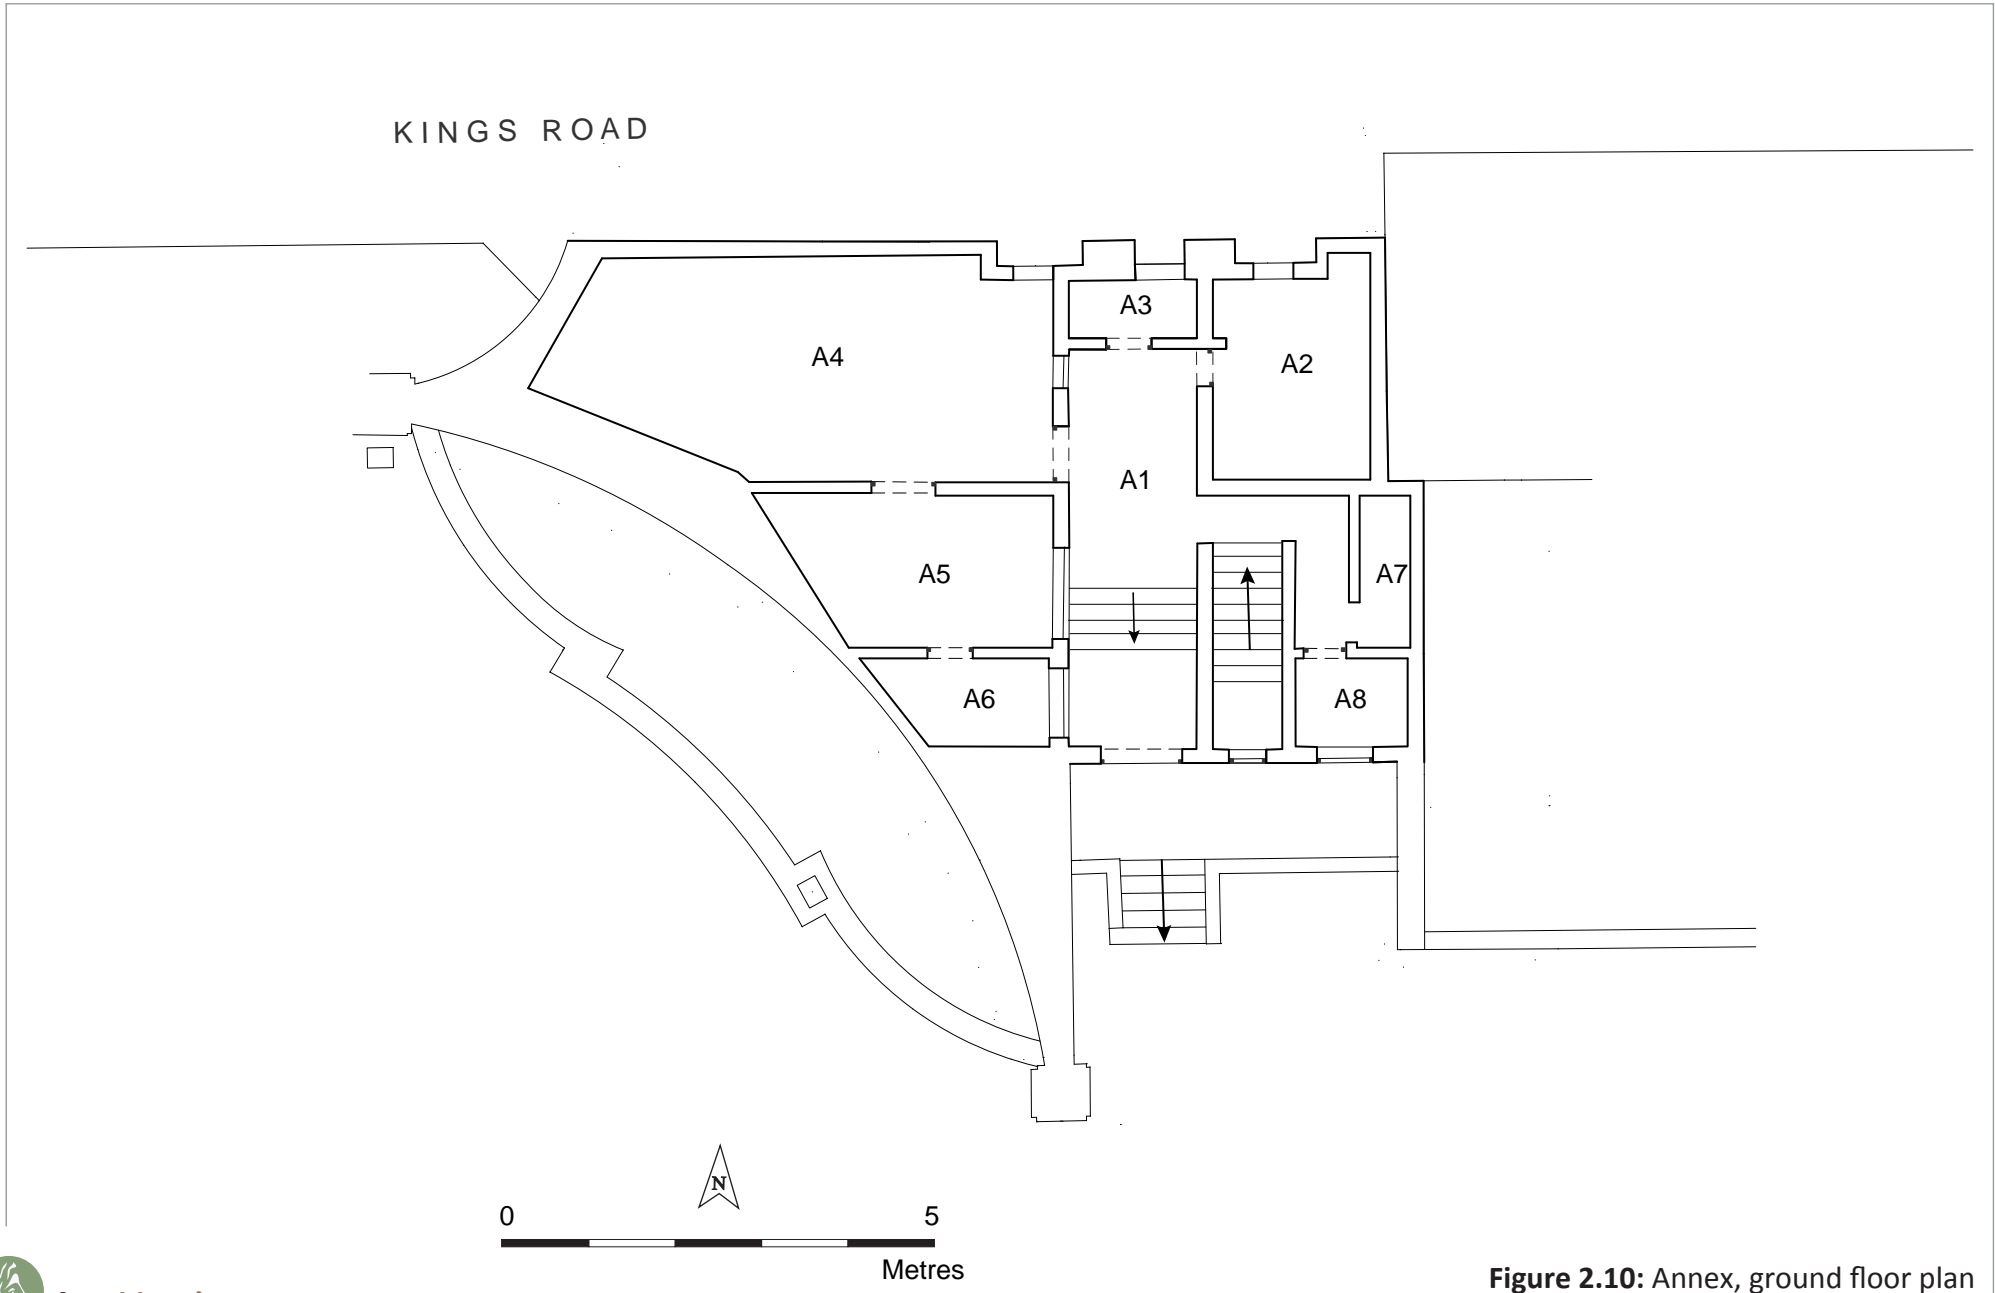 KINGS ROAD
A3
A4
A2
A1
A5
A7
A6
A8
N
0 5
Metres
Figure 2.10: Annex, ground floor plan